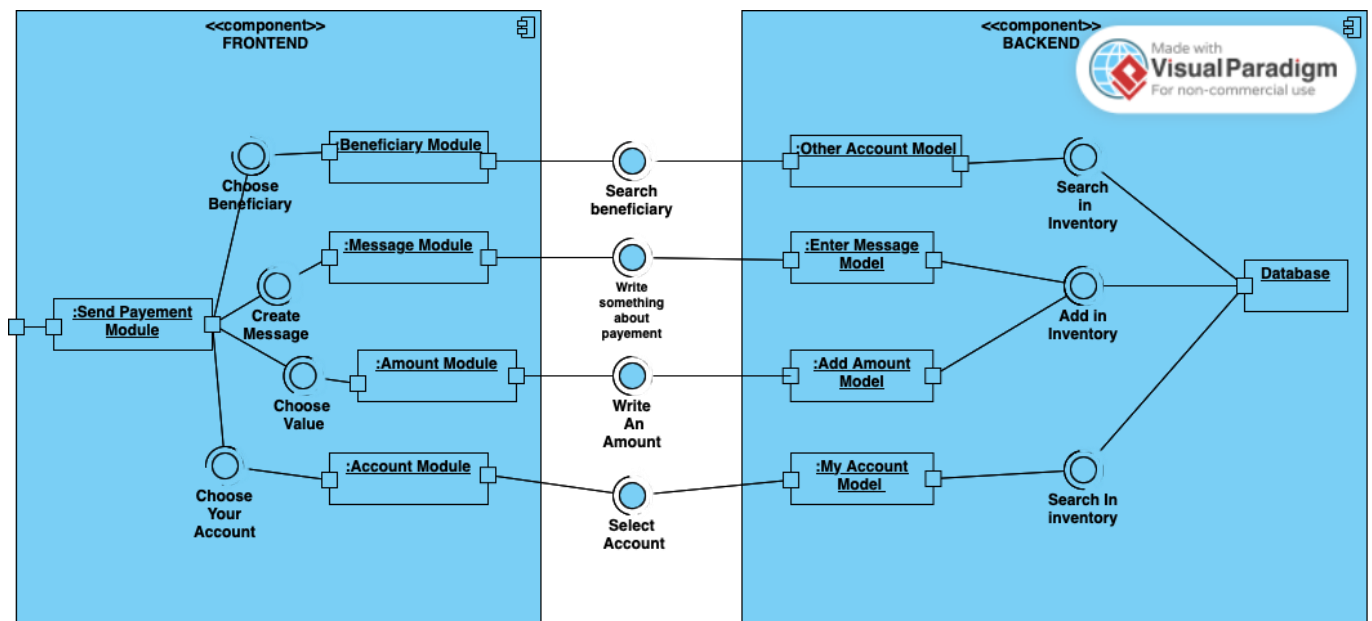 <<component>>
FRONTEND
:Beneficiary Module
Choose
Beneficiary
:Message Module
Create
Message
:Send Payement
Module
:Amount Module
Choose
Value
:Account Module
Choose
Your
Account
Search
beneficiary
Write
something
about
payement
Write
An
Amount
Select
Account
<<component>>
BACKEND
Made with
Visual Paradigm
For non-commercial use
:Other Account Model
Search
in
Inventory
:Enter Message
Model
Database
Add in
Inventory
:Add Amount
Model
:My Account
Model
Search In
inventory